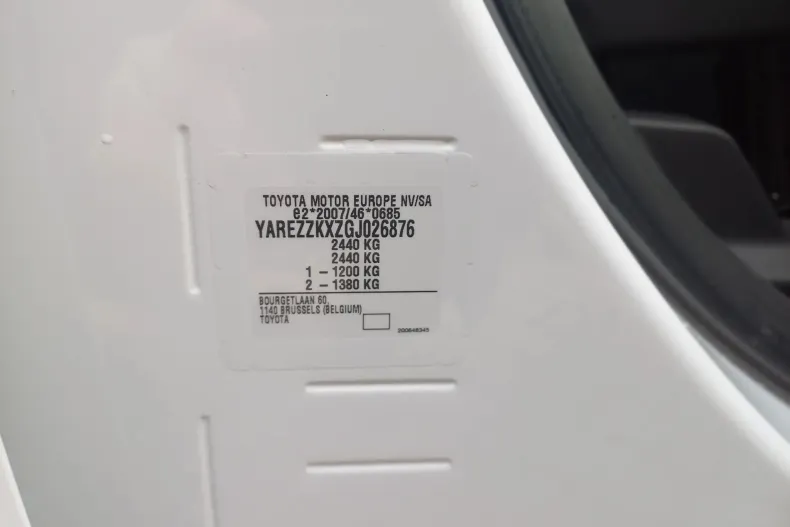 TOYOTA MOTOR EUROPE NV/SA
e2*2007/46*0685
YAREZZKXZGJ026876
2440 KG
2440 KG
1 – 1200 KG
2 – 1380 KG
BOURGETLAAN 60,
1140 BRUSSELS (BELGIUM)
TOYOTA